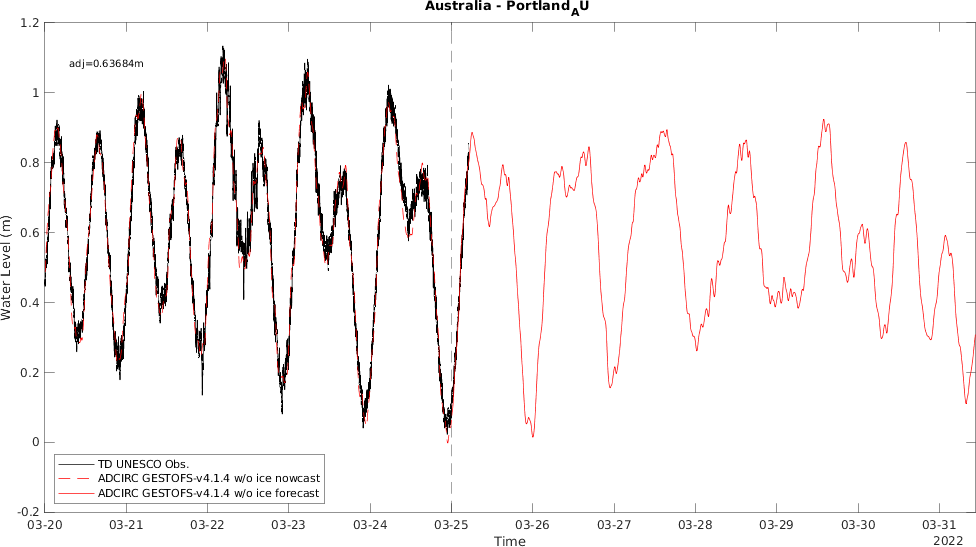 Australia - Portland_AU
1.2
adj=0.63684m
1
0.8
0.6
0.4
0.2
0
-0.2
Water Level (m)
TD UNESCO Obs.
ADCIRC GESTOFS-v4.1.4 w/o ice nowcast
ADCIRC GESTOFS-v4.1.4 w/o ice forecast
03-20 03-21 03-22 03-23 03-24 03-25 03-26 03-27 03-28 03-29 03-30 03-31
Time
2022